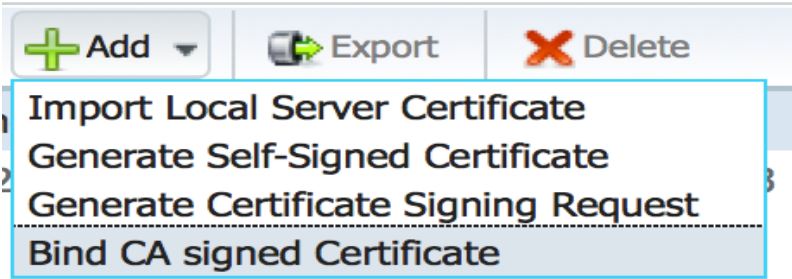 Add Export Delete
Import Local Server Certificate
Generate Self-Signed Certificate
Generate Certificate Signing Request
Bind CA signed Certificate